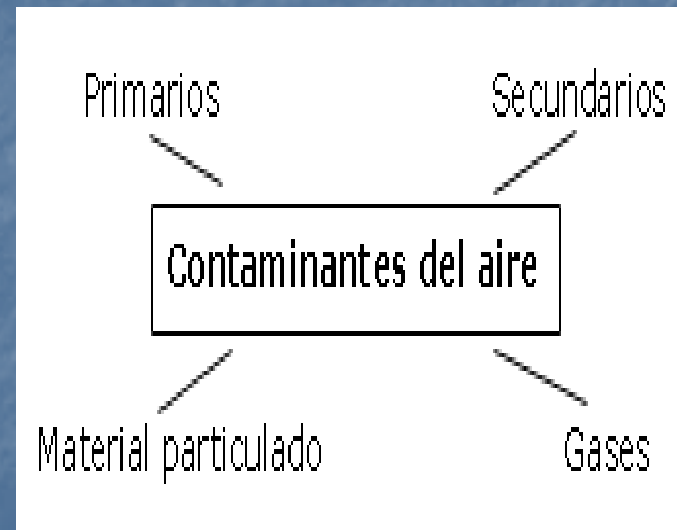 Primarios Secundarios
Contaminantes del aire
Material particulado Gases